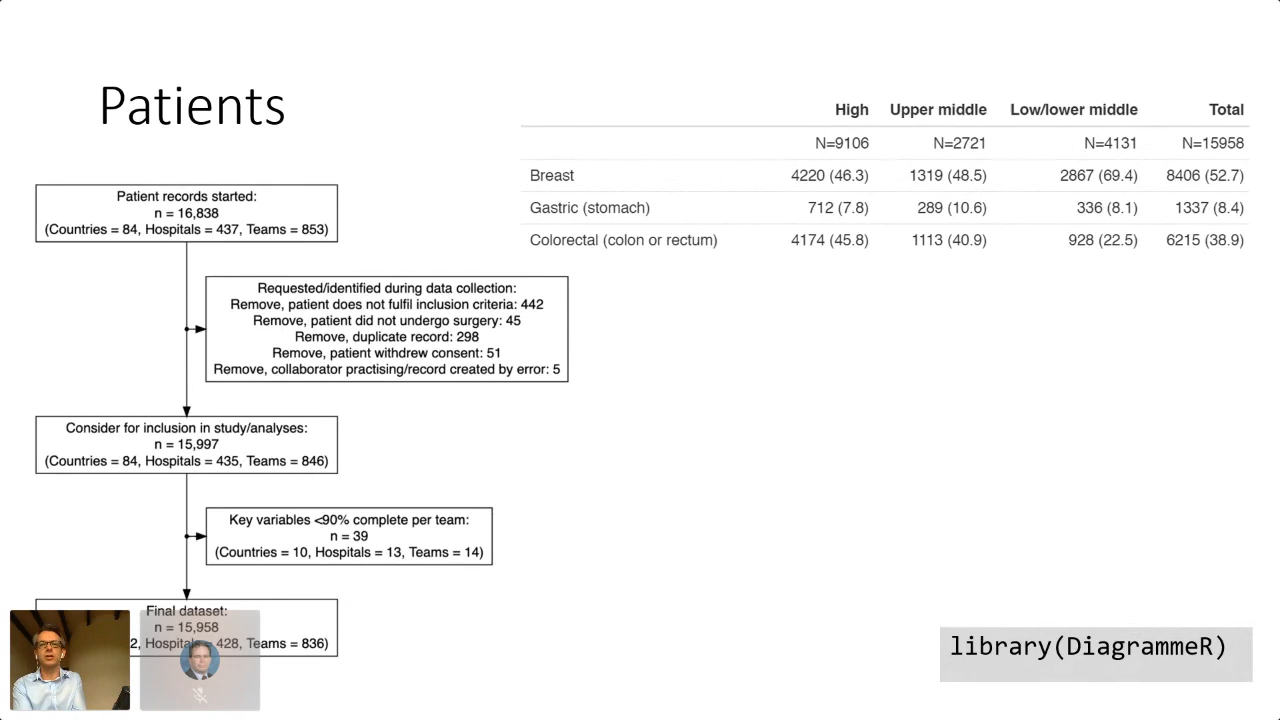 Patients
Patient records started:
n = 16,838
(Countries = 84, Hospitals = 437, Teams = 853)
Requested/identified during data collection:
Remove, patient does not fulfil inclusion criteria: 442
Remove, patient did not undergo surgery: 45
Remove, duplicate record: 298
Remove, patient withdrew consent: 51
Remove, collaborator practising/record created by error: 5
Consider for inclusion in study/analyses:
n = 15,997
(Countries = 84, Hospitals = 435, Teams = 846)
Key variables <90% complete per team:
n = 39
(Countries = 10, Hospitals = 13, Teams = 14)
Final dataset:
n = 15,958
2, Hospitals = 428, Teams = 836)
High Upper middle Low/lower middle Total
N=9106 N=2721 N=4131 N=15958
Breast 4220 (46.3) 1319 (48.5) 2867 (69.4) 8406 (52.7)
Gastric (stomach) 712 (7.8) 289 (10.6) 336 (8.1) 1337 (8.4)
Colorectal (colon or rectum) 4174 (45.8) 1113 (40.9) 928 (22.5) 6215 (38.9)
library(DiagrammeR)